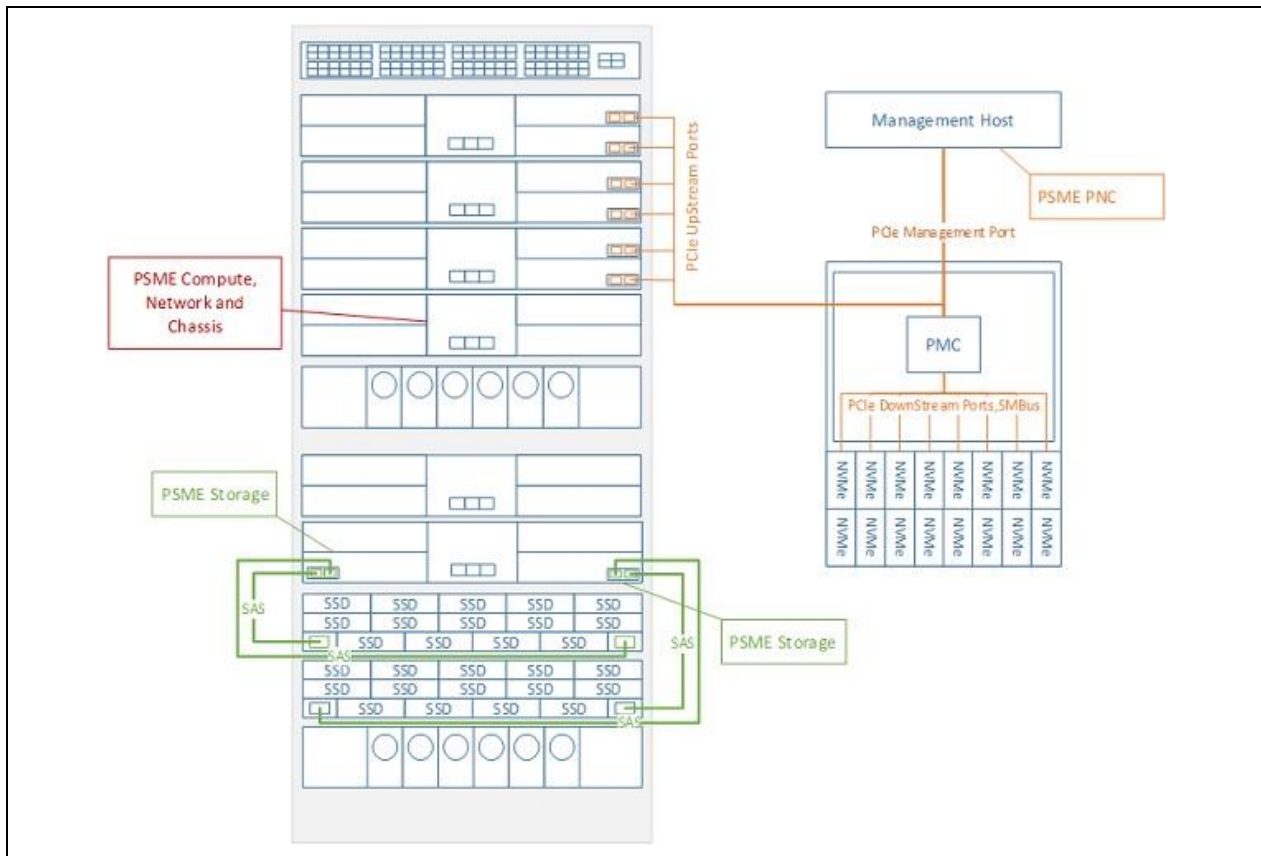 Management Host
PSME PNC
PCIe UpStream Ports
PCIe Management Port
PSME Compute,
Network and
Chassis
PMC
PCIe DownStream Ports,SMBus
NVMe NVMe NVMe NVMe NVMe NVMe NVMe NVMe
NVMe NVMe NVMe NVMe NVMe NVMe NVMe NVMe
PSME Storage
SAS
SSD SSD SSD SSD SSD
SSD SSD SSD SSD SSD
SSD SSD SSD SSD
SAS
PSME Storage
SAS
SSD SSD SSD SSD SSD
SSD SSD SSD SSD SSD
SSD SSD SSD SSD
SAS